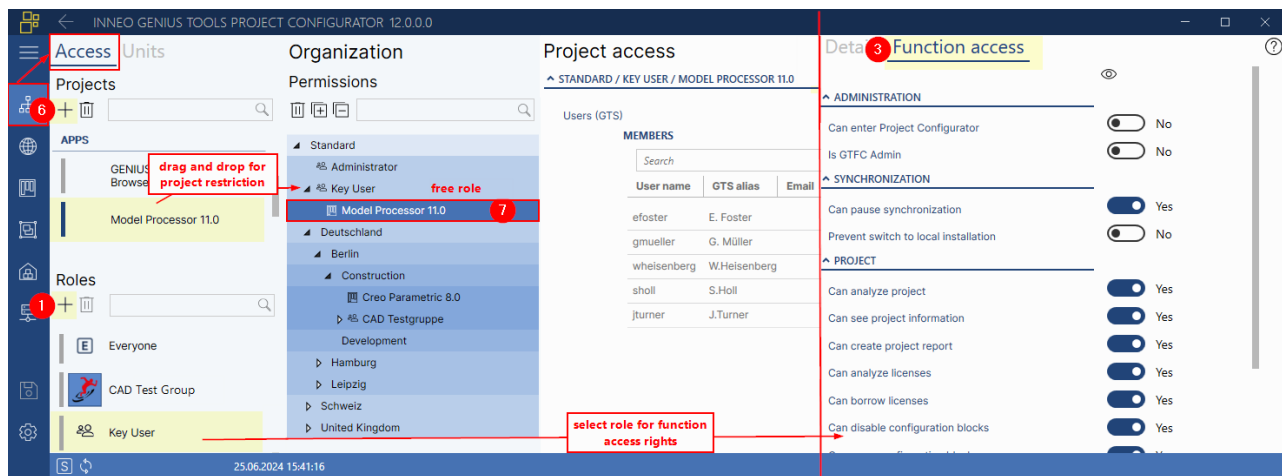 INNEO GENIUS TOOLS PROJECT CONFIGURATOR 12.0.0.0
Access Units
Projects
6
APPS
GENIUS
Browse
drag and drop for
project restriction
Model Processor 11.0
Roles
1
E Everyone
CAD Test Group
Key User
Organization
Permissions
Standard
Administrator
Key User free role
Model Processor 11.0 7
Deutschland
Berlin
Construction
Creo Parametric 8.0
CAD Testgruppe
Development
Hamburg
Leipzig
Schweiz
United Kingdom
Project access
STANDARD / KEY USER / MODEL PROCESSOR 11.0
Users (GTS)
MEMBERS
Search
User name GTS alias Email
efoster E. Foster
gmueller G. Müller
wheisenberg W.Heisenberg
sholl S.Holl
jturner J.Turner
select role for function
access rights
Detai 3 Function access
?
ADMINISTRATION
Can enter Project Configurator No
Is GTFC Admin No
SYNCHRONIZATION
Can pause synchronization Yes
Prevent switch to local installation No
PROJECT
Can analyze project Yes
Can see project information Yes
Can create project report Yes
Can analyze licenses Yes
Can borrow licenses Yes
Can disable configuration blocks Yes
S 25.06.2024 15:41:16